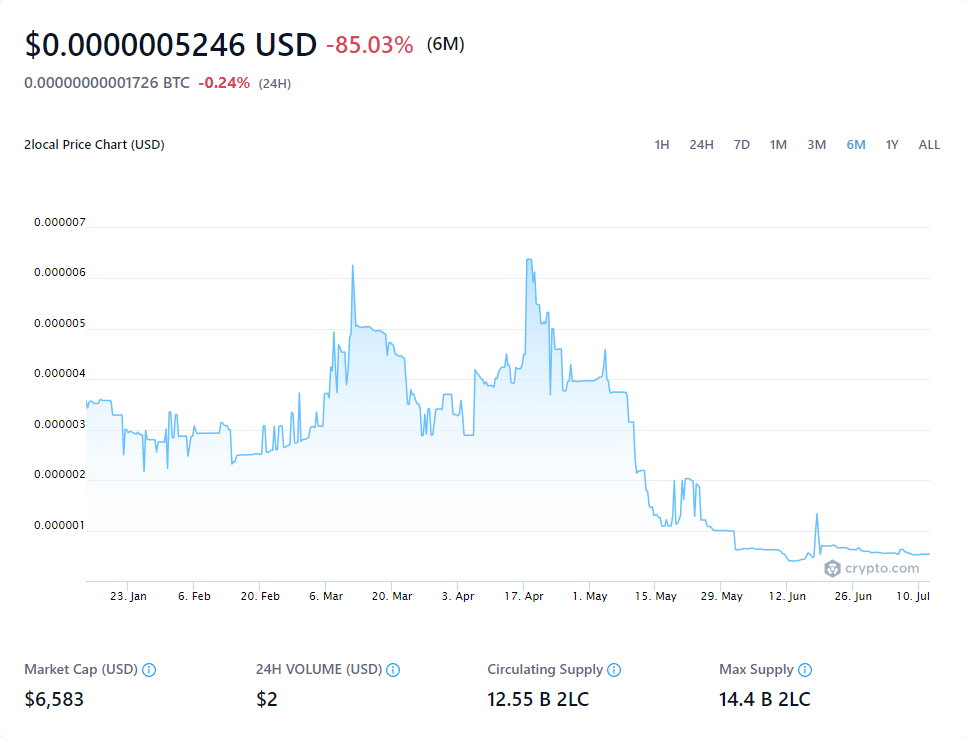 $0.0000005246 USD -85.03% (6M)
0.00000000001726 BTC -0.24% (24H)
2local Price Chart (USD) 1H 24H 7D 1M 3M 6M 1Y ALL
0.000007
0.000006
0.000005
0.000004
0.000003
0.000002
0.000001
crypto.com
23. Jan 6. Feb 20. Feb 6. Mar 20. Mar 3. Apr 17. Apr 1. May 15. May 29. May 12. Jun 26. Jun 10. Jul
Market Cap (USD) 24H VOLUME (USD) Circulating Supply Max Supply
$6,583 $2 12.55 B 2LC 14.4 B 2LC